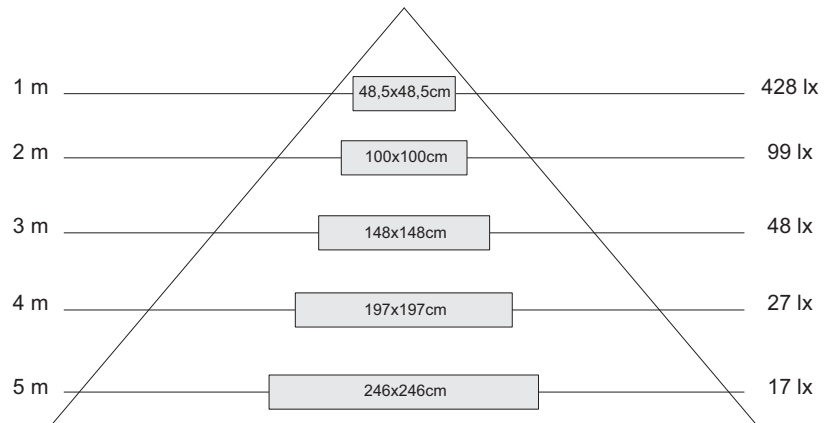 1 m 48,5x48,5cm 428 lx
2 m 100x100cm 99 lx
3 m 148x148cm 48 lx
4 m 197x197cm 27 lx
5 m 246x246cm 17 lx